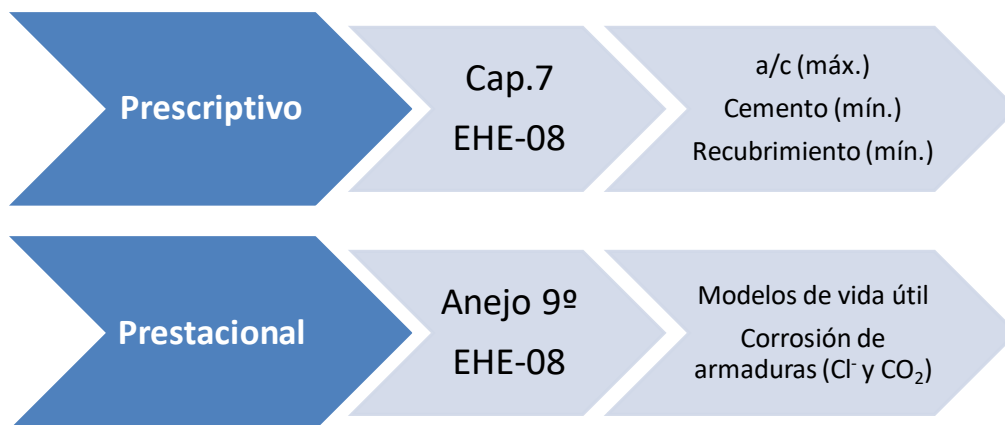 Prescriptivo
Cap.7
EHE-08
a/c (máx.)
Cemento (mín.)
Recubrimiento (mín.)
Prestacional
Anejo 9º
EHE-08
Modelos de vida útil
Corrosión de
armaduras (Cl⁻ y CO₂)